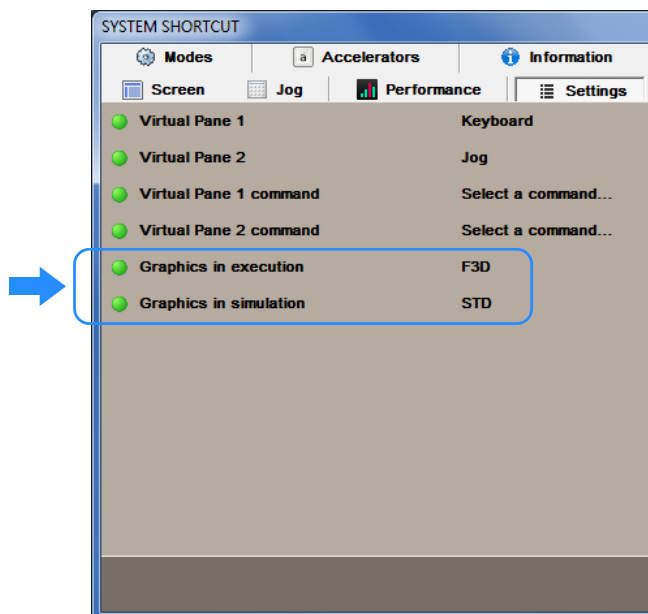 SYSTEM SHORTCUT
Modes a Accelerators i Information
Screen Jog Performance Settings
Virtual Pane 1 Keyboard
Virtual Pane 2 Jog
Virtual Pane 1 command Select a command...
Virtual Pane 2 command Select a command...
Graphics in execution F3D
Graphics in simulation STD